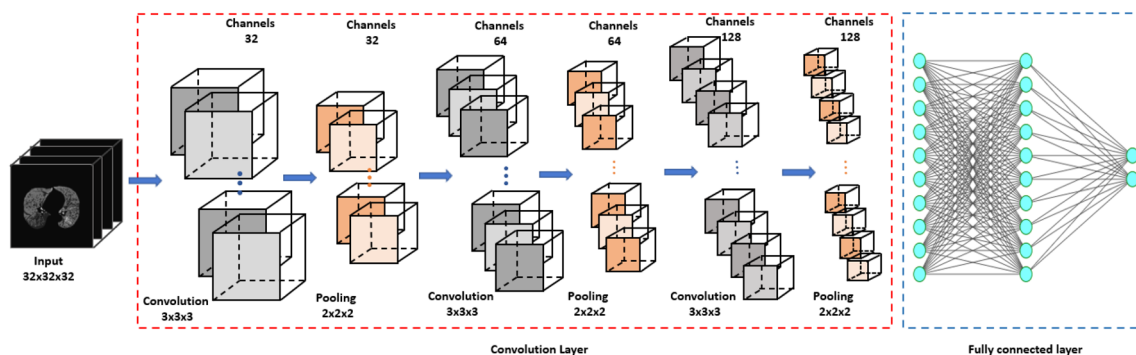 Channels
32
Channels
32
Channels
64
Channels
64
Channels
128
Channels
128
Input
32x32x32
Convolution
3x3x3
Pooling
2x2x2
Convolution
3x3x3
Pooling
2x2x2
Convolution
3x3x3
Pooling
2x2x2
Convolution Layer
Fully connected layer